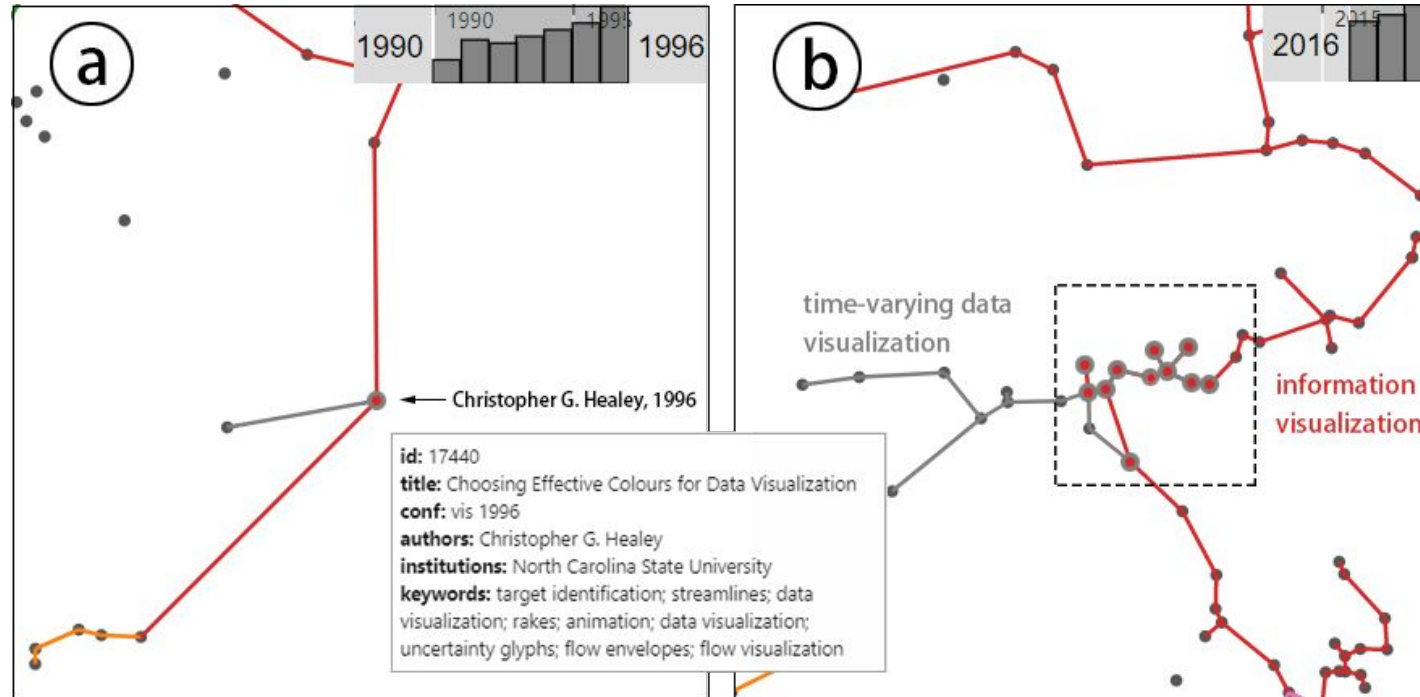 a
1990
1990
1995
1996
Christopher G. Healey, 1996
id: 17440
title: Choosing Effective Colours for Data Visualization
conf: vis 1996
authors: Christopher G. Healey
institutions: North Carolina State University
keywords: target identification; streamlines; data
visualization; rakes; animation; data visualization;
uncertainty glyphs; flow envelopes; flow visualization
b
2015
2016
time-varying data
visualization
information
visualization